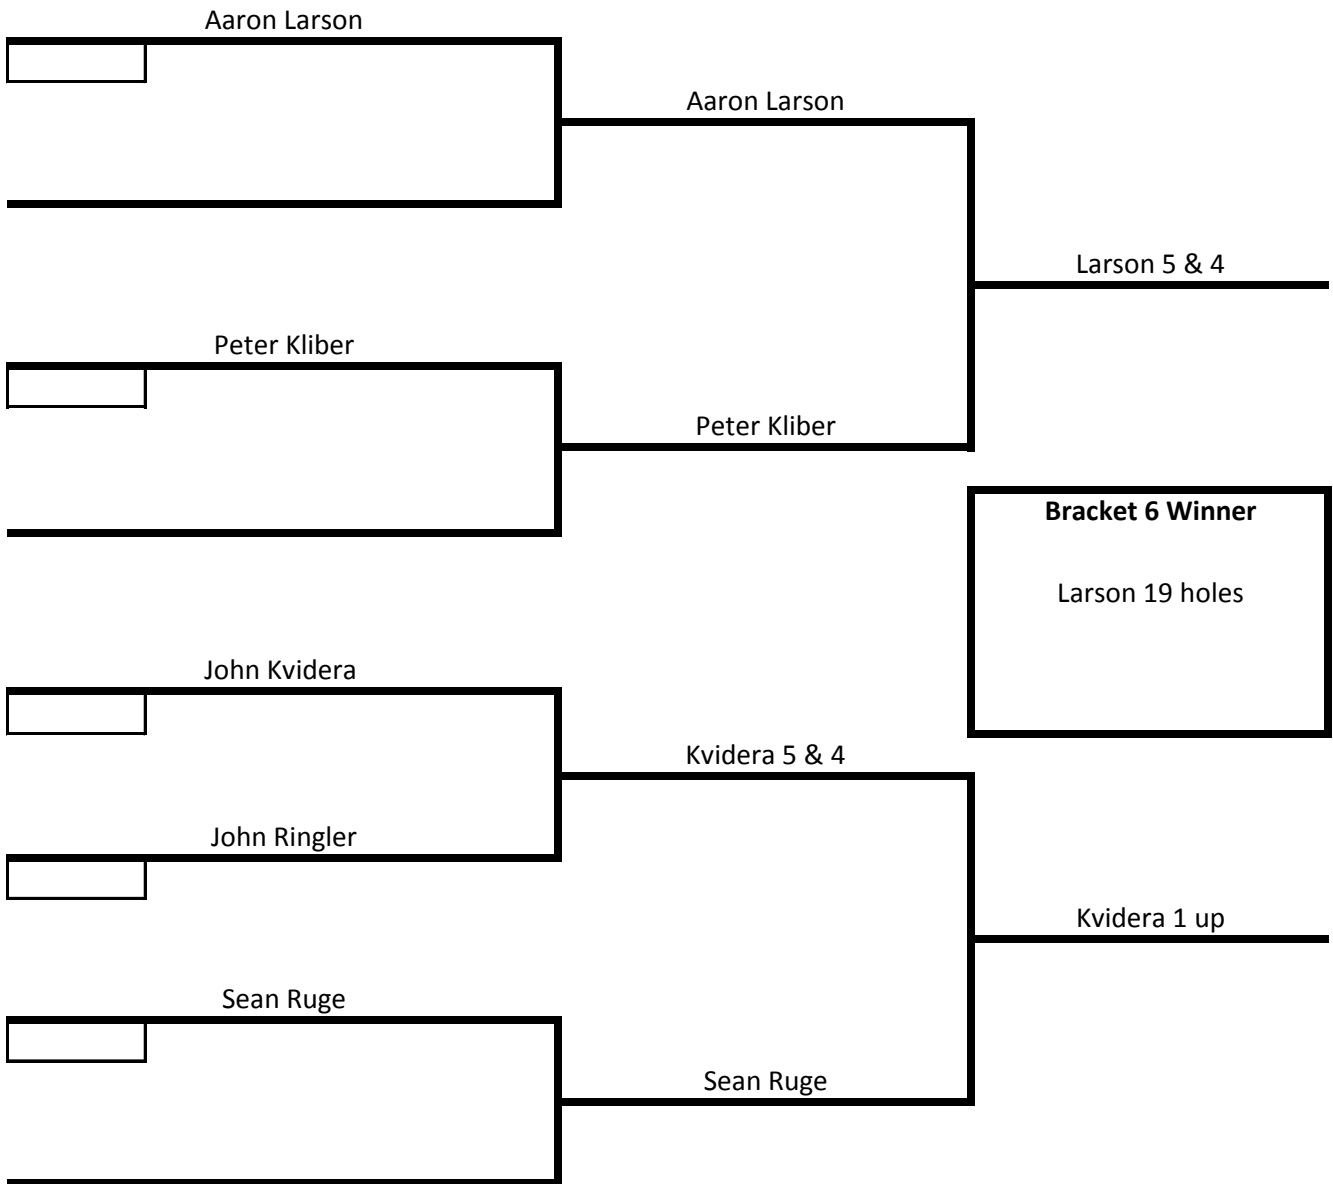 Aaron Larson
Aaron Larson
Larson 5 & 4
Peter Kliber
Peter Kliber
Bracket 6 Winner
Larson 19 holes
John Kvidera
Kvidera 5 & 4
John Ringler
Kvidera 1 up
Sean Ruge
Sean Ruge